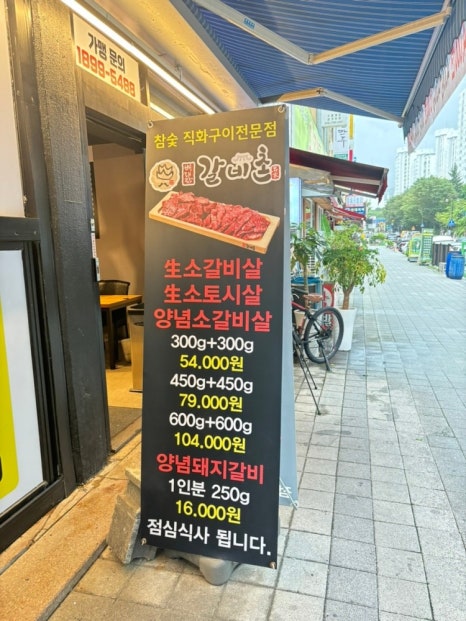 가맹 문의
1898-5488
참숯 직화구이전문점
갈비촌
生소갈비살
生소토시살
양념소갈비살
300g+300g
54.000원
450g+450g
79.000원
600g+600g
104.000원
양념돼지갈비
1인분 250g
16.000원
점심식사 됩니다.